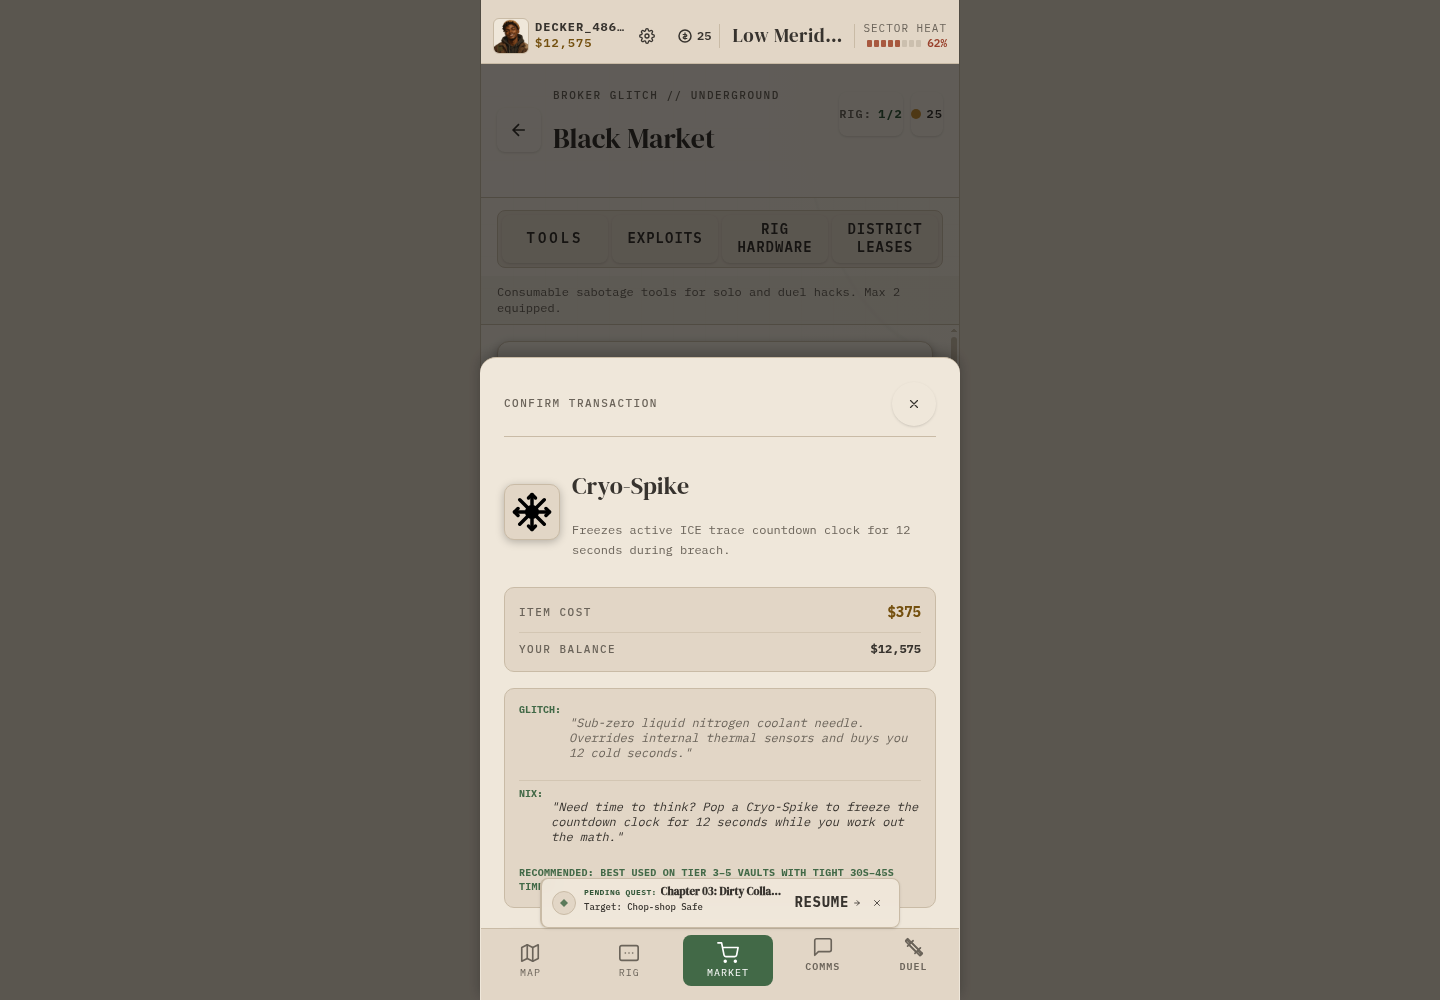 DECKER_486…
$12,575
25
Low Merid…
SECTOR HEAT
62%
BROKER GLITCH // UNDERGROUND
Black Market
RIG: 1/2
25
TOOLS
EXPLOITS
RIG
HARDWARE
DISTRICT
LEASES
Consumable sabotage tools for solo and duel hacks. Max 2
equipped.
CONFIRM TRANSACTION
Cryo-Spike
Freezes active ICE trace countdown clock for 12
seconds during breach.
ITEM COST
$375
YOUR BALANCE
$12,575
GLITCH:
"Sub-zero liquid nitrogen coolant needle.
Overrides internal thermal sensors and buys you
12 cold seconds."
NIX:
"Need time to think? Pop a Cryo-Spike to freeze the
countdown clock for 12 seconds while you work out
the math."
RECOMMENDED: BEST USED ON TIER 3–5 VAULTS WITH TIGHT 30S–45S
PENDING QUEST: Chapter 03: Dirty Colla…
Target: Chop-shop Safe
RESUME →
MAP
RIG
MARKET
COMMS
DUEL